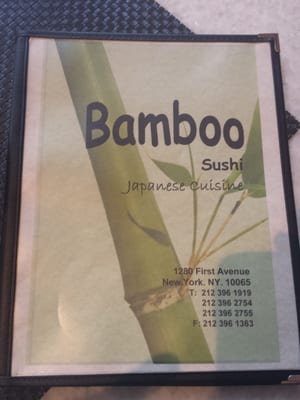 Bamboo
Sushi
Japanese Cuisine
1280 First Avenue
New York. NY. 10065
T: 212 396 1919
212 396 2754
212 396 2755
F: 212 396 1363